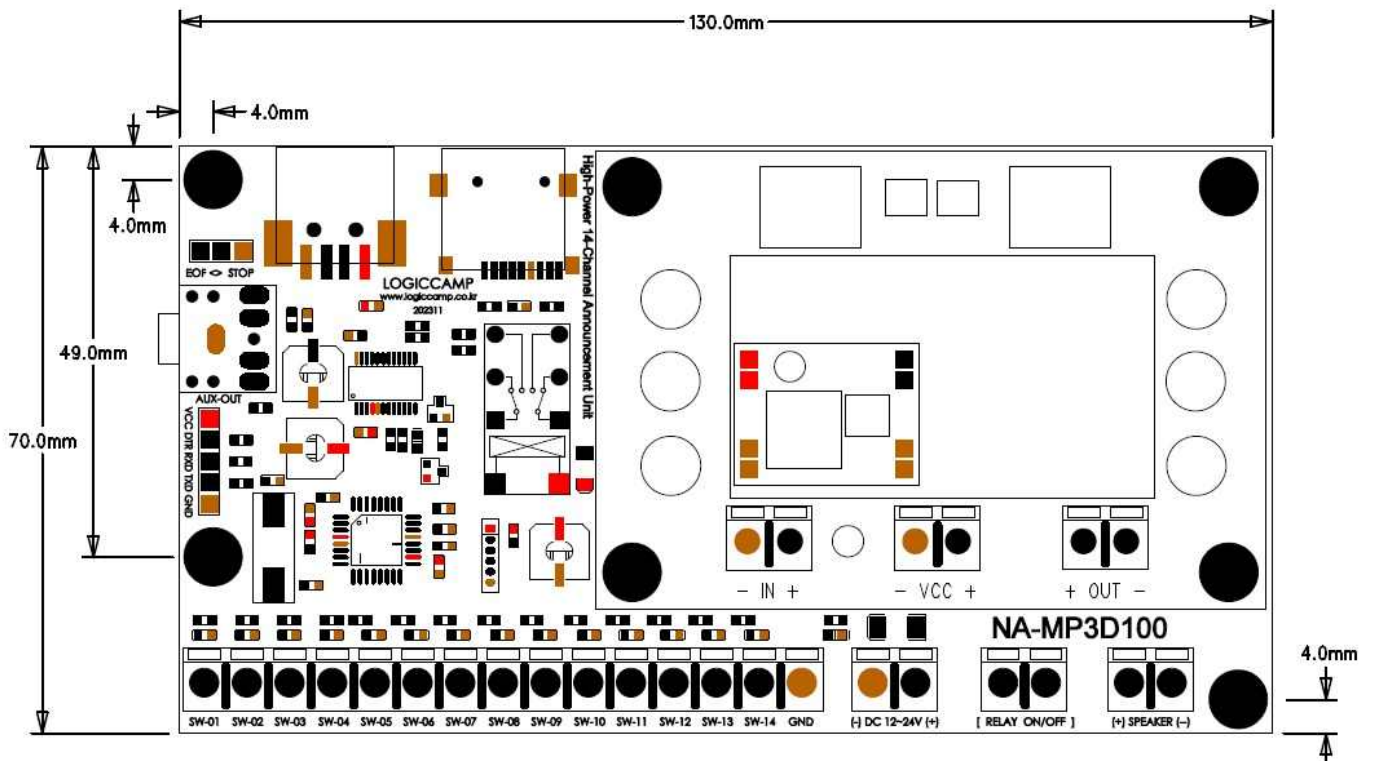 130.0mm
4.0mm
4.0mm
49.0mm
70.0mm
EOF <> STOP
LOGICCAMP
www.logiccamp.co.kr
202311
High-Power 14-Channel Announcement Unit
AUX-OUT
VCC DTR RXD TXD GND
- IN +
- VCC +
+ OUT -
NA-MP3D100
4.0mm
SW-01 SW-02 SW-03 SW-04 SW-05 SW-06 SW-07 SW-08 SW-09 SW-10 SW-11 SW-12 SW-13 SW-14 GND
(-) DC 12~24V (+)
[ RELAY ON/OFF ]
(+) SPEAKER (-)